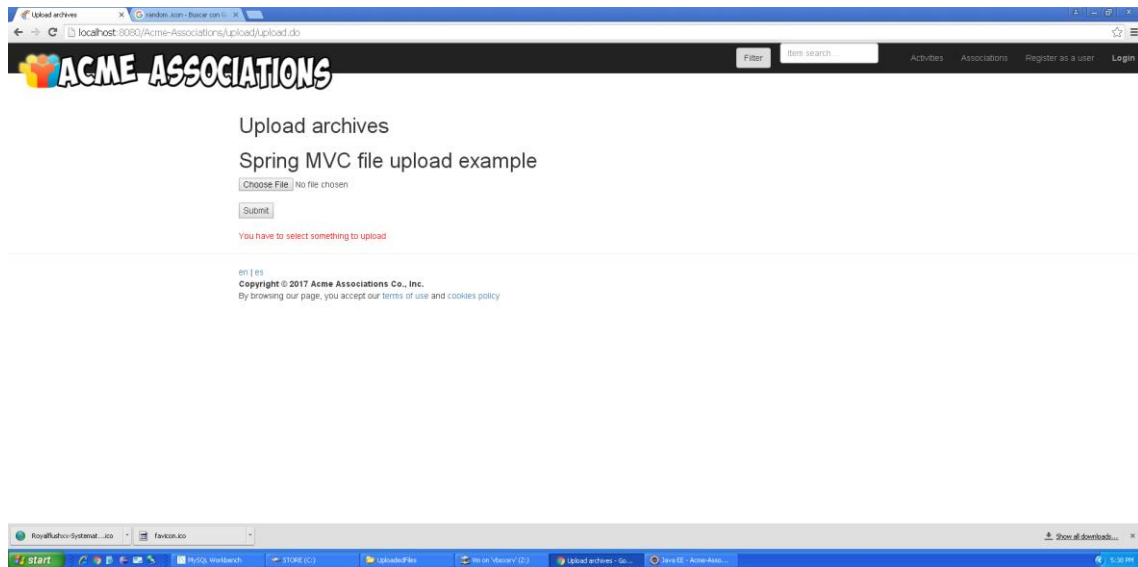 Upload archives
random .icon - Buscar con G
localhost:8080/Acme-Associations/upload/upload.do
ACME ASSOCIATIONS
Filter
Item search ...
Activities Associations Register as a user Login
Upload archives
Spring MVC file upload example
Choose File No file chosen
Submit
You have to select something to upload
en | es
Copyright © 2017 Acme Associations Co., Inc.
By browsing our page, you accept our terms of use and cookies policy
Royalflushxx-Systemat....ico favicon.ico Show all downloads...
start MySQL Workbench STORE (C:) UploadedFiles Upload archives - Go... Java EE - Acme-Asso... 5:30 PM